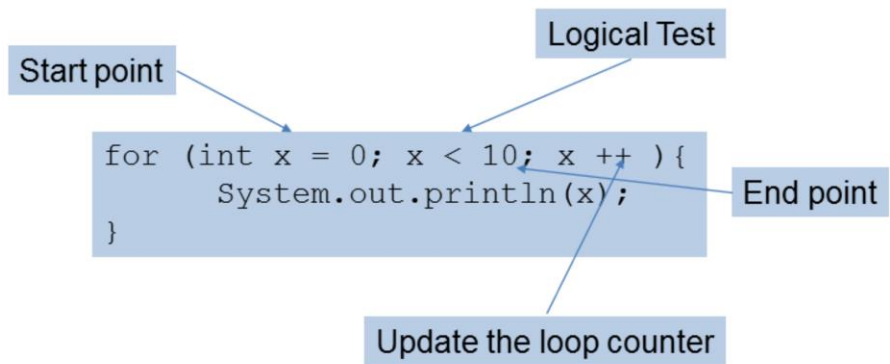 Logical Test
Start point
for (int x = 0; x < 10; x ++ ){
System.out.println(x);
}
End point
Update the loop counter